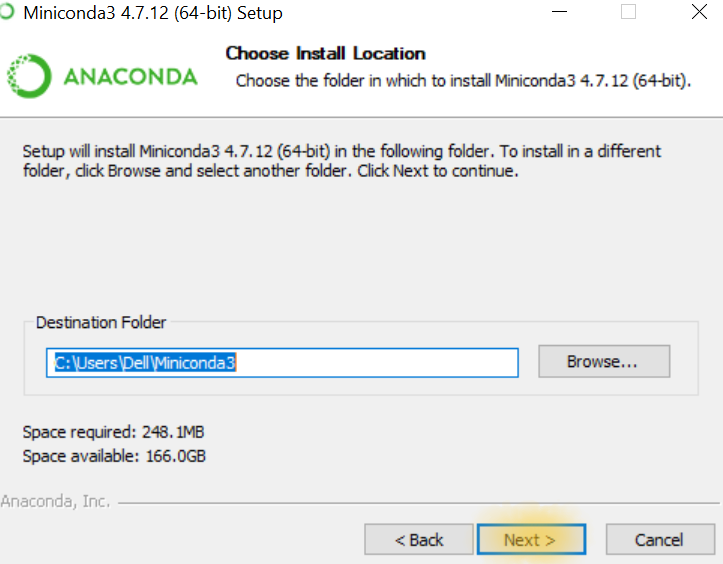 Miniconda3 4.7.12 (64-bit) Setup
Choose Install Location
ANACONDA
Choose the folder in which to install Miniconda3 4.7.12 (64-bit).
Setup will install Miniconda3 4.7.12 (64-bit) in the following folder. To install in a different
folder, click Browse and select another folder. Click Next to continue.
Destination Folder
C:\Users\Dell\Miniconda3
Browse...
Space required: 248.1MB
Space available: 166.0GB
Anaconda, Inc.
< Back
Next >
Cancel